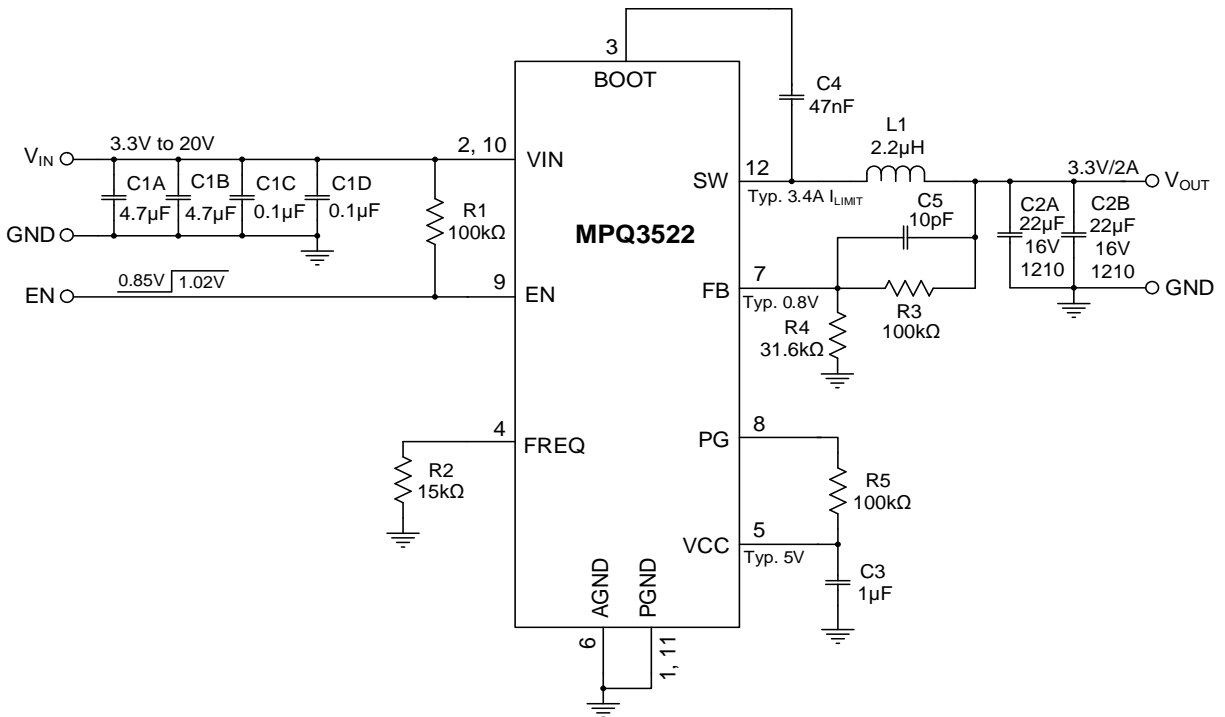 3
BOOT
C4
47nF
3.3V to 20V
VIN
2, 10
VIN
C1A
4.7µF
C1B
4.7µF
C1C
0.1µF
C1D
0.1µF
GND
R1
100kΩ
EN
0.85V
1.02V
9
EN
MPQ3522
SW
12
Typ. 3.4A ILIMIT
L1
2.2µH
3.3V/2A
VOUT
C5
10pF
C2A
22µF
16V
1210
C2B
22µF
16V
1210
GND
FB
7
Typ. 0.8V
R4
31.6kΩ
R3
100kΩ
4
FREQ
R2
15kΩ
PG
8
R5
100kΩ
VCC
5
Typ. 5V
C3
1µF
AGND
PGND
6
1, 11